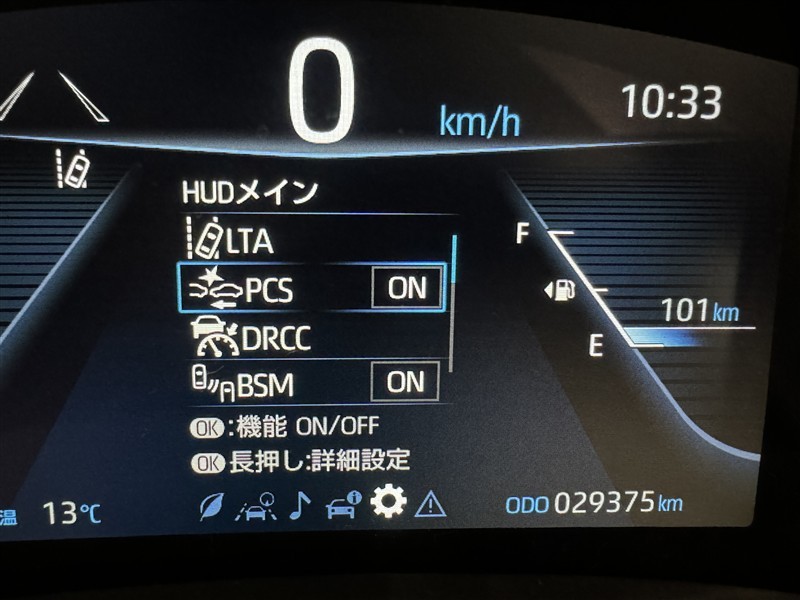 0 km/h 10:33
HUDメイン
LTA
F
PCS ON
101km
DRCC
E
BSM ON
OK:機能 ON/OFF
OK長押し:詳細設定
温 13℃
ODO 029375km